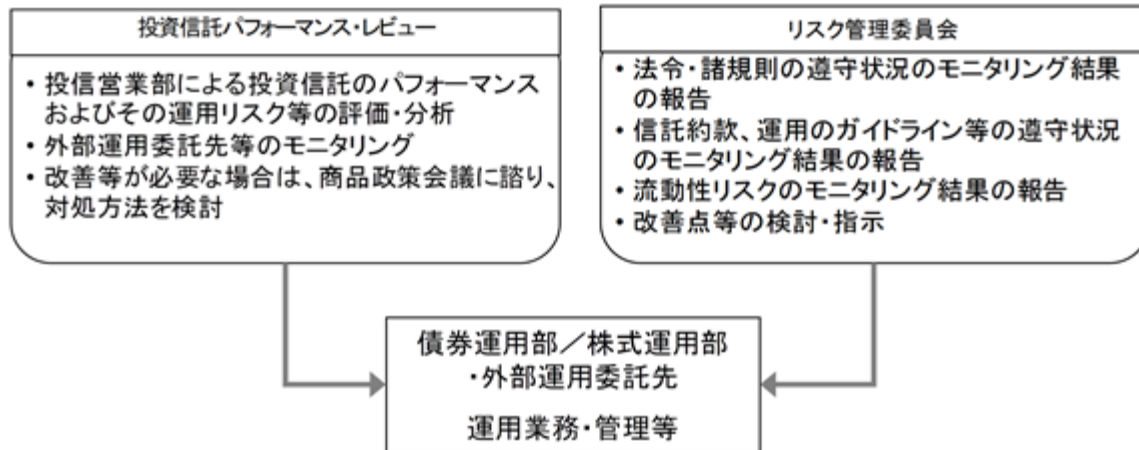 投資信託パフォーマンス・レビュー
・投信営業部による投資信託のパフォーマンス
およびその運用リスク等の評価・分析
・外部運用委託先等のモニタリング
・改善等が必要な場合は、商品政策会議に諮り、
対処方法を検討
リスク管理委員会
・法令・諸規則の遵守状況のモニタリング結果
の報告
・信託約款、運用のガイドライン等の遵守状況
のモニタリング結果の報告
・流動性リスクのモニタリング結果の報告
・改善点等の検討・指示
債券運用部／株式運用部
・外部運用委託先
運用業務・管理等